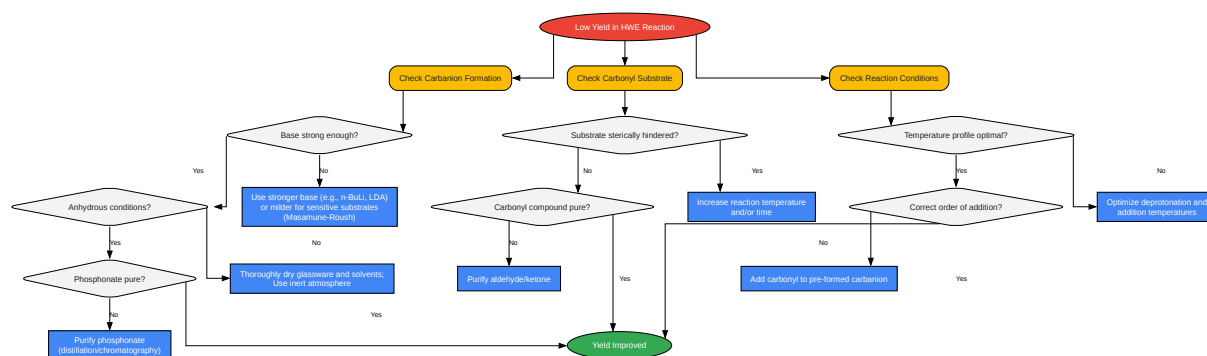 Low Yield in HWE Reaction
Check Carbanion Formation
Check Carbonyl Substrate
Check Reaction Conditions
Base strong enough?
Substrate sterically hindered?
Temperature profile optimal?
Yes
No
No
Yes
Yes
No
Use stronger base (e.g., n-BuLi, LDA)
or milder for sensitive substrates
(Masamune-Roush)
Increase reaction temperature
and/or time
Optimize deprotonation and
addition temperatures
Anhydrous conditions?
Carbonyl compound pure?
Correct order of addition?
Yes
No
No
No
Thoroughly dry glassware and solvents;
Use inert atmosphere
Purify aldehyde/ketone
Yes
Add carbonyl to pre-formed carbanion
Yes
Phosphonate pure?
No
Yes
Purify phosphonate
(distillation/chromatography)
Yield Improved